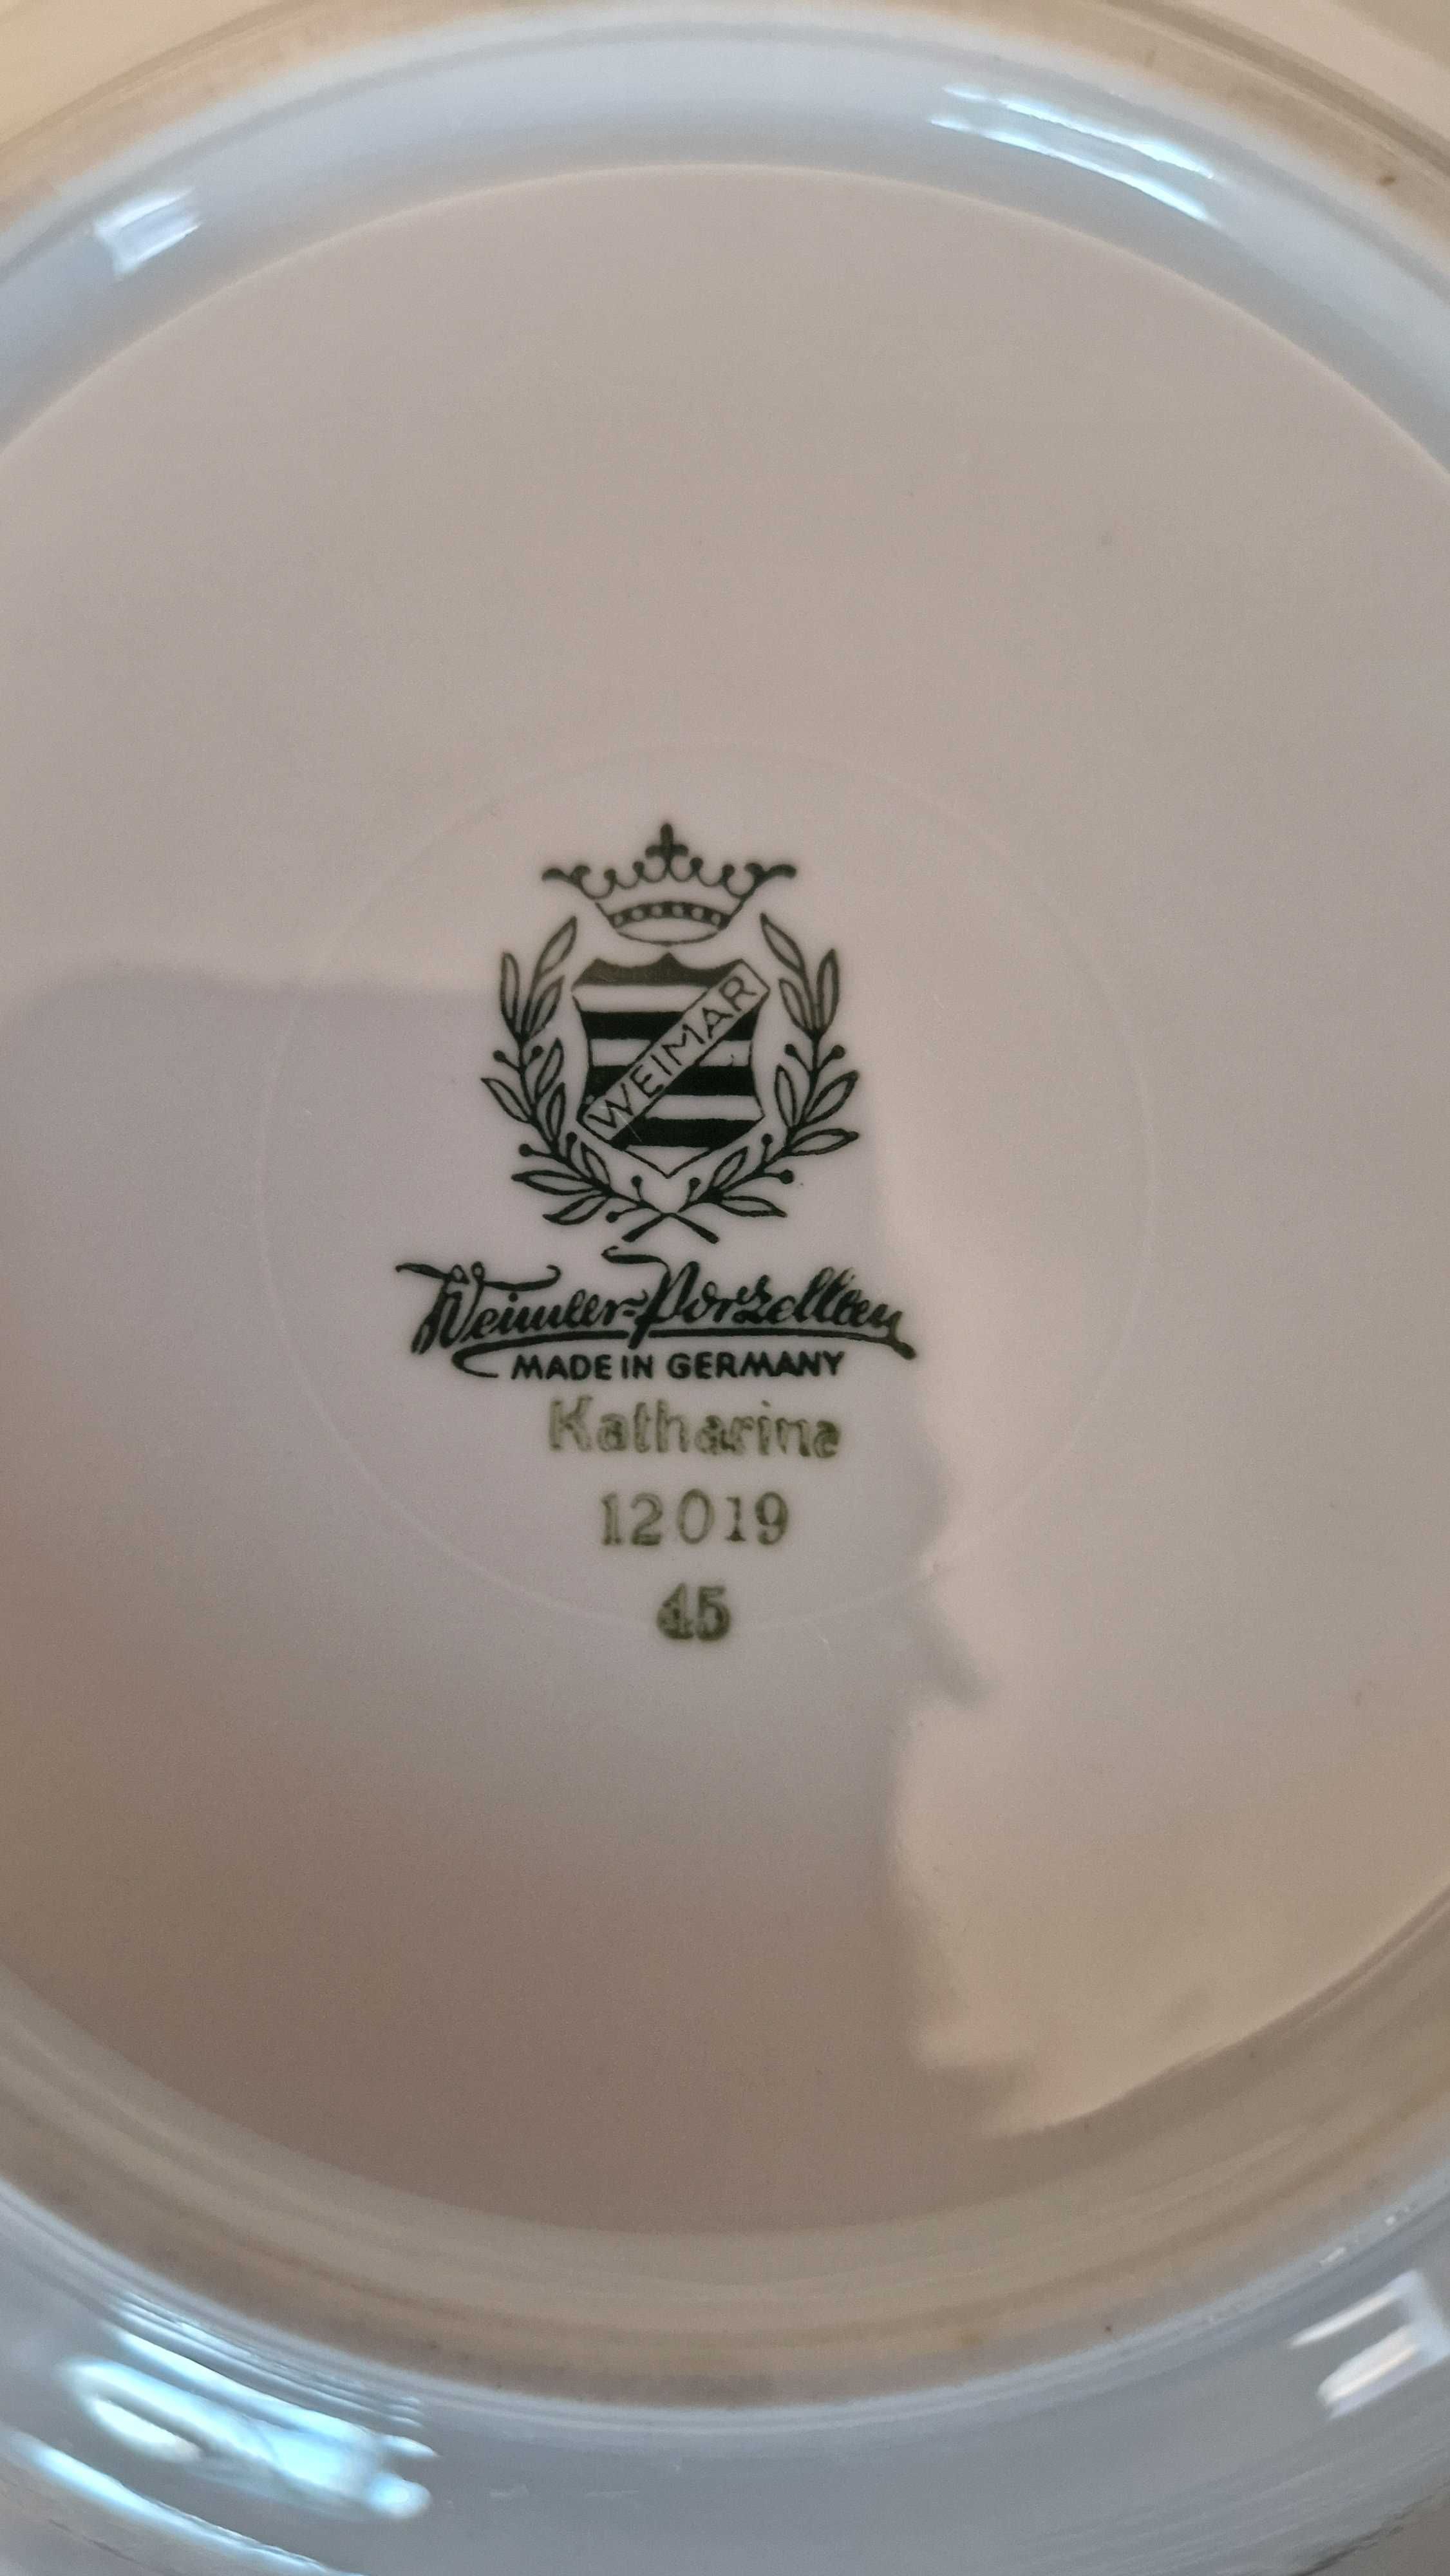 WEIMAR
Weimar-Porzellan
MADE IN GERMANY
Katharina
12019
45